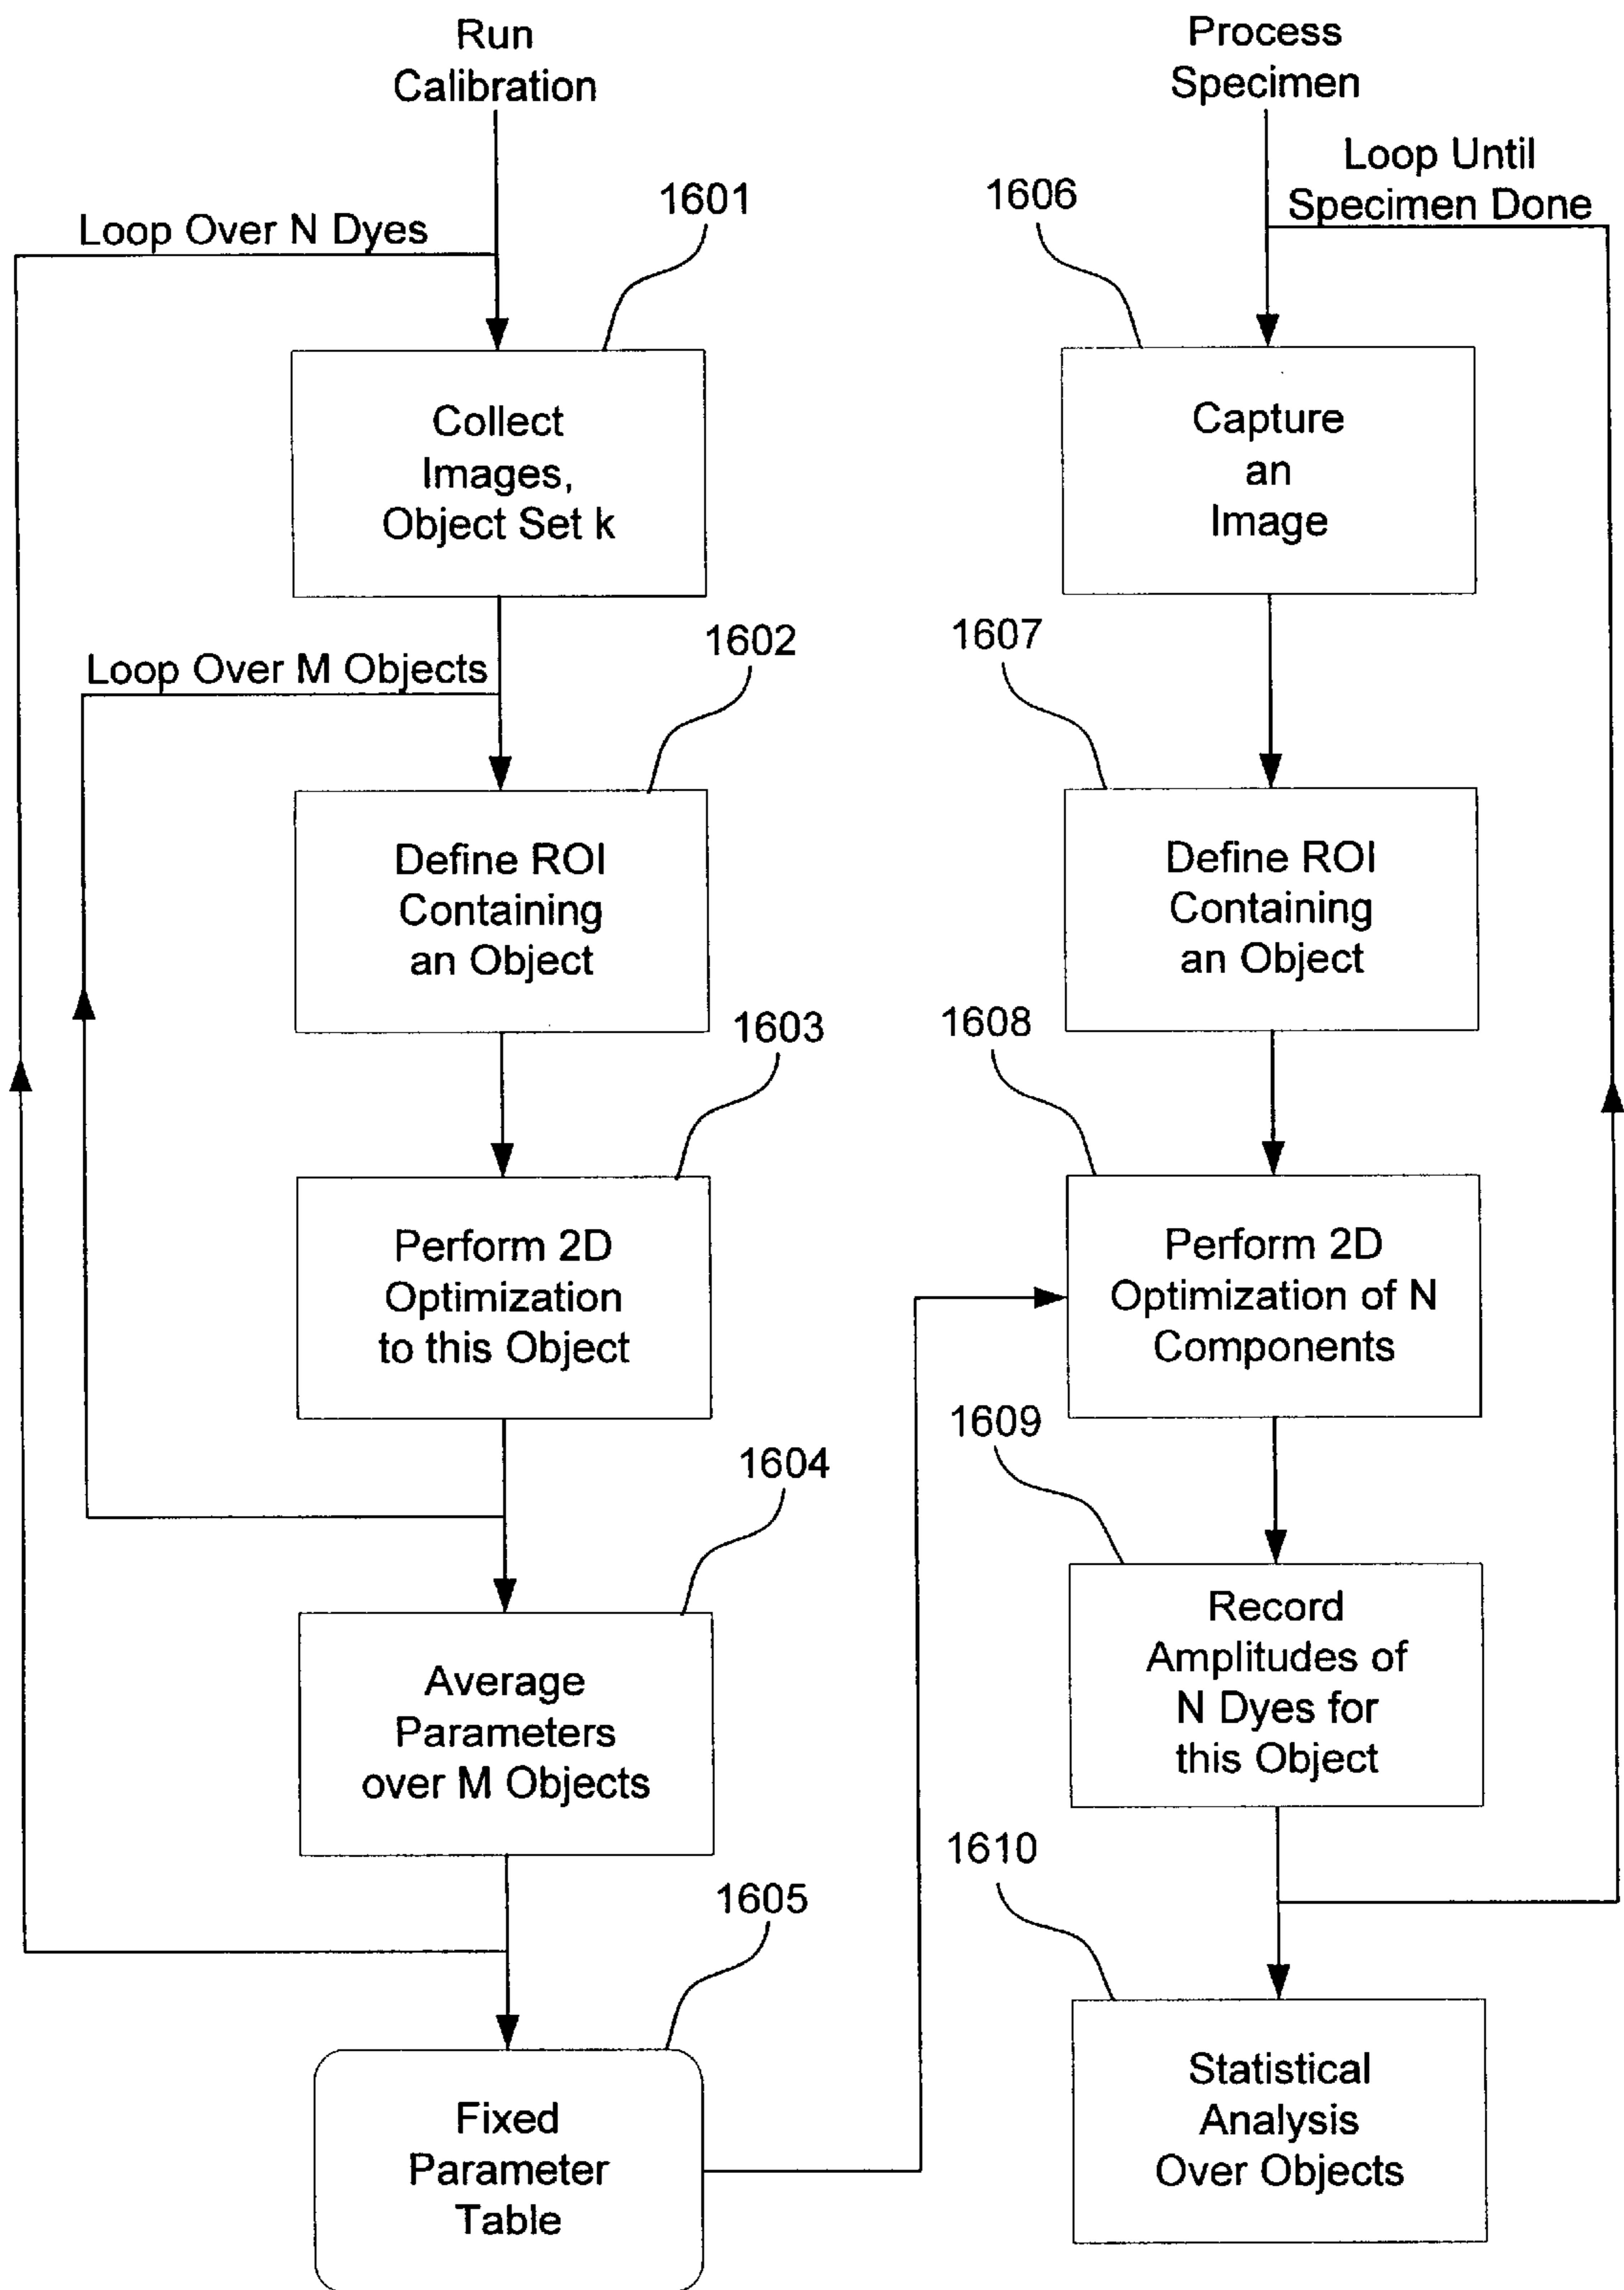 Run
Calibration
Loop Over N Dyes
1601
Collect
Images,
Object Set k
Loop Over M Objects
1602
Define ROI
Containing
an Object
1603
Perform 2D
Optimization
to this Object
1604
Average
Parameters
over M Objects
1605
Fixed
Parameter
Table
Process
Specimen
Loop Until
Specimen Done
1606
Capture
an
Image
1607
Define ROI
Containing
an Object
1608
Perform 2D
Optimization of N
Components
1609
Record
Amplitudes of
N Dyes for
this Object
1610
Statistical
Analysis
Over Objects